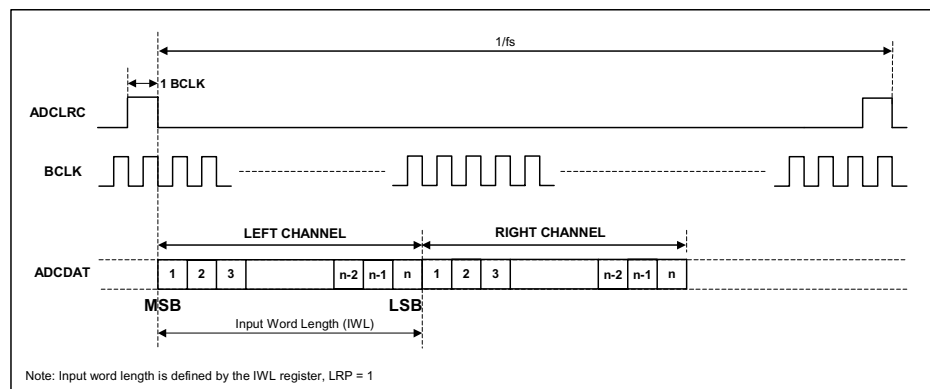 1/fs
1 BCLK
ADCLRC
BCLK
LEFT CHANNEL RIGHT CHANNEL
ADCDAT 1 2 3 n-2 n-1 n 1 2 3 n-2 n-1 n
MSB LSB
Input Word Length (IWL)
Note: Input word length is defined by the IWL register, LRP = 1